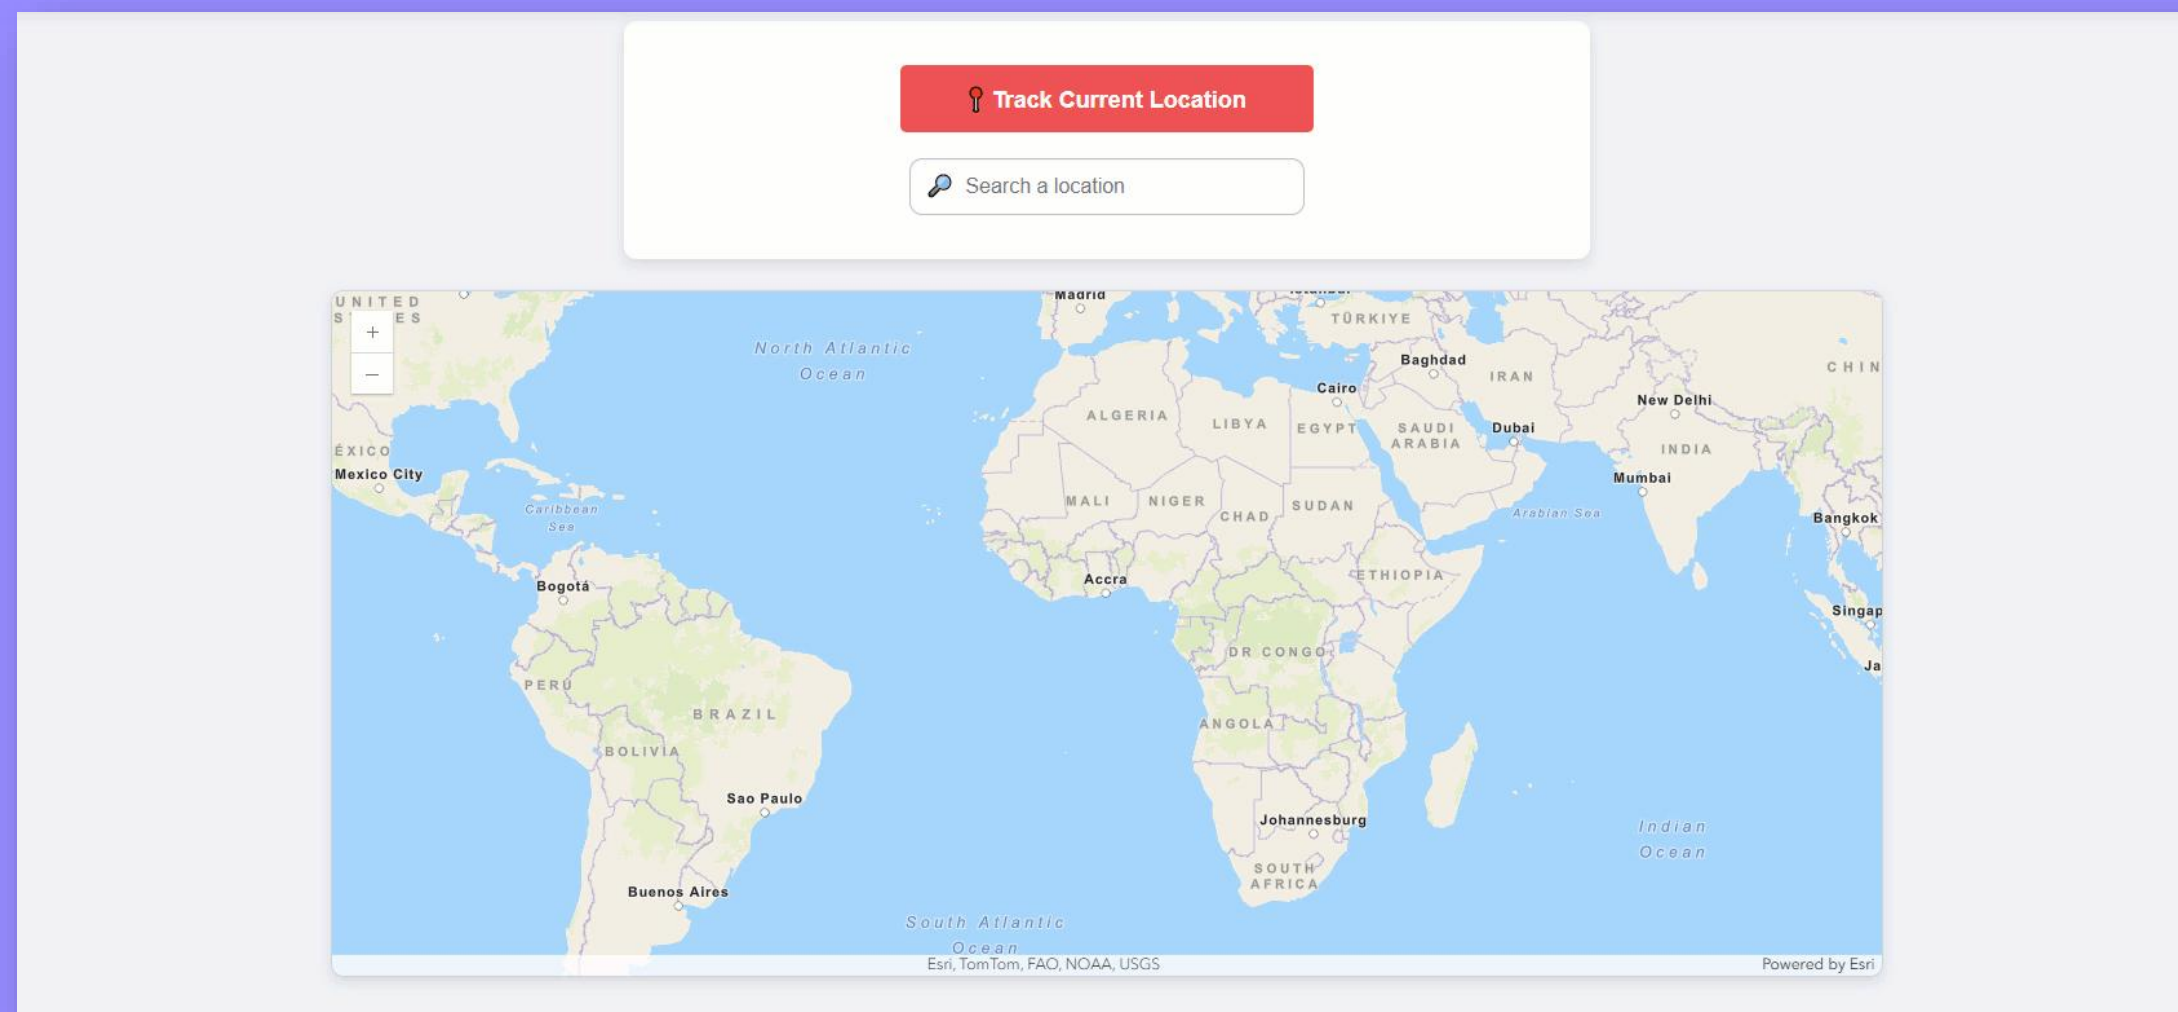 Track Current Location
Search a location
UNITED
Madrid
TÜRKIYE
+
North Atlantic
Ocean
Baghdad
IRAN
CHIN
−
Cairo
New Delhi
ALGERIA
LIBYA
EGYPT
SAUDI
ARABIA
Dubai
INDIA
ÉXICO
Mexico City
Mumbai
Caribbean
Sea
MALI
NIGER
CHAD
SUDAN
Arabian Sea
Bangkok
Bogotá
Accra
ETHIOPIA
Singap
DR CONGO
Ja
PERÚ
BRAZIL
ANGOLA
BOLIVIA
Sao Paulo
Johannesburg
Indian
Ocean
SOUTH
AFRICA
Buenos Aires
South Atlantic
Ocean
Esri, TomTom, FAO, NOAA, USGS
Powered by Esri